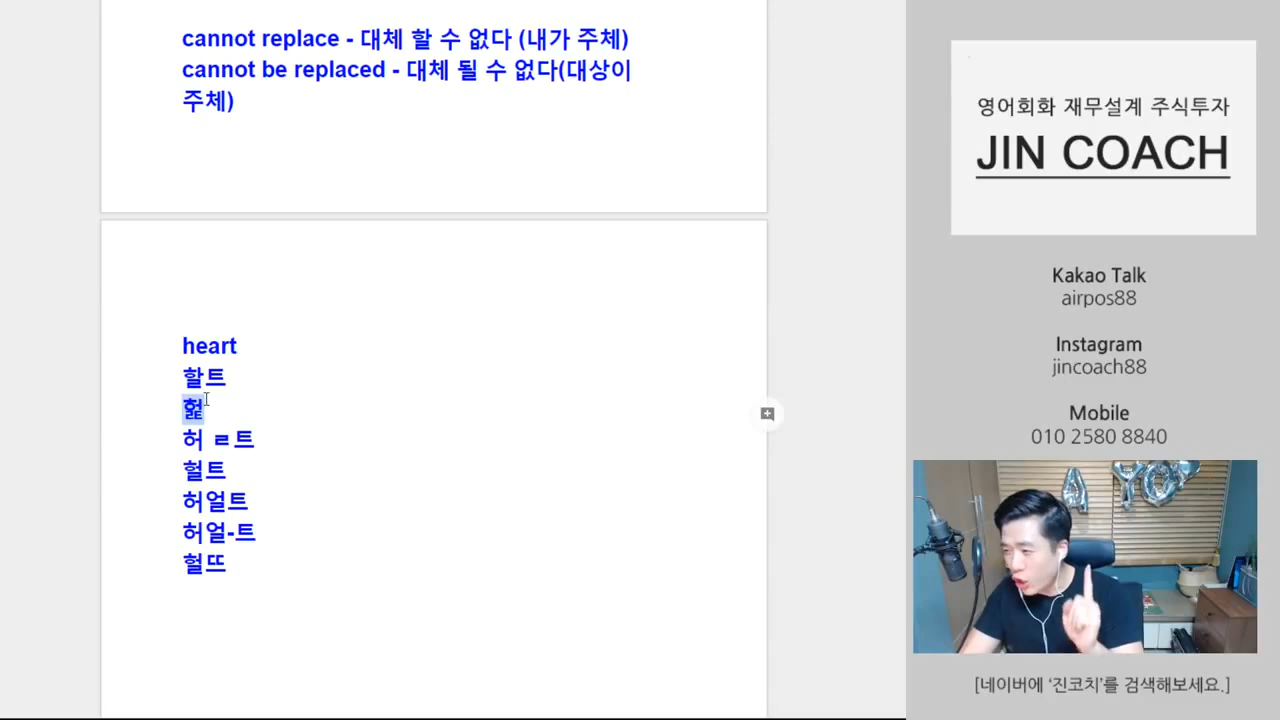 cannot replace - 대체 할 수 없다 (내가 주체)
cannot be replaced - 대체 될 수 없다(대상이
주체)
heart
할트
허 ㄹ트
헐트
허얼트
허얼-트
헐뜨
영어회화 재무설계 주식투자
JIN COACH
Kakao Talk
airpos88
Instagram
jincoach88
Mobile
010 2580 8840
A YO
[네이버에 '진코치'를 검색해보세요.]